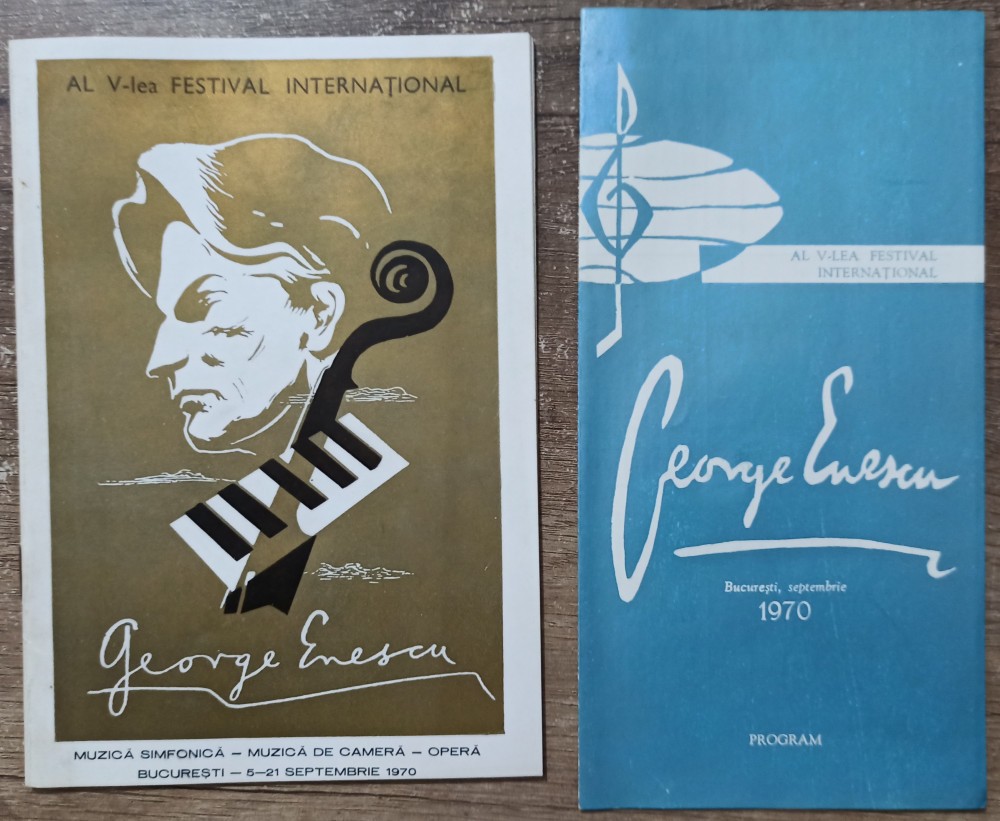 AL V-lea FESTIVAL INTERNAȚIONAL
George Enescu
MUZICĂ SIMFONICĂ — MUZICĂ DE CAMERĂ — OPERĂ
BUCUREȘTI — 5—21 SEPTEMBRIE 1970
AL V-LEA FESTIVAL
INTERNAȚIONAL
George Enescu
București, septembrie
1970
PROGRAM